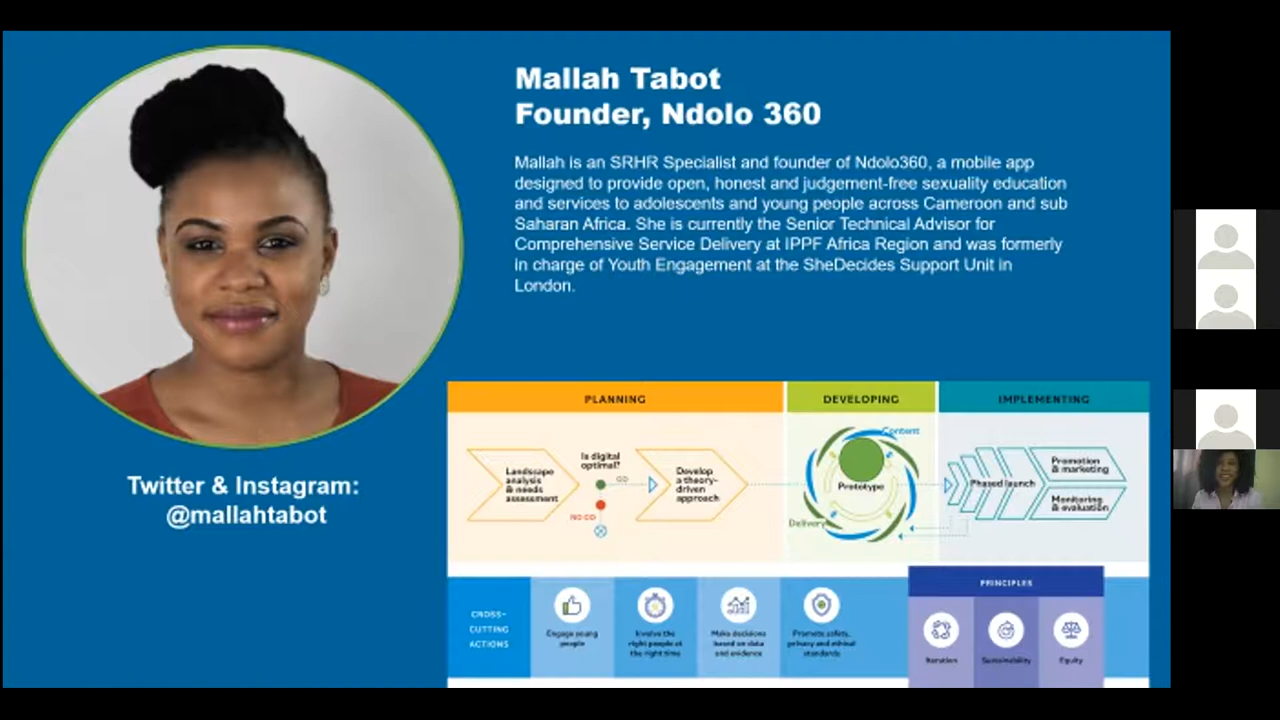 Mallah Tabot
Founder, Ndolo 360
Mallah is an SRHR Specialist and founder of Ndolo360, a mobile app
designed to provide open, honest and judgement-free sexuality education
and services to adolescents and young people across Cameroon and sub
Saharan Africa. She is currently the Senior Technical Advisor for
Comprehensive Service Delivery at IPPF Africa Region and was formerly
in charge of Youth Engagement at the SheDecides Support Unit in
London.
Twitter & Instagram:
@mallahtabot
PLANNING
DEVELOPING
IMPLEMENTING
Landscape
analysis
& needs
assessment
Is digital
optimal?
GO
NO GO
Develop
a theory-
driven
approach
Content
Prototype
Delivery
Phased launch
Promotion
& marketing
Monitoring
& evaluation
CROSS-
CUTTING
ACTIONS
Engage young
people
Involve the
right people at
the right time
Make decisions
based on data
and evidence
Promote safety,
privacy and ethical
standards
PRINCIPLES
Iteration
Sustainability
Equity